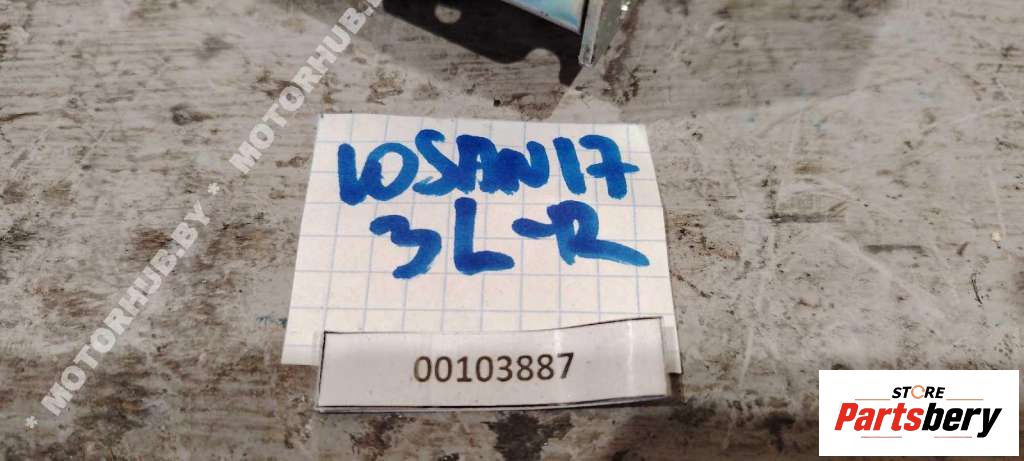 * MOTORHUB.BY * MOTORHUB.BY
LOSAN17
3L-R
00103887
STORE
Partsbery